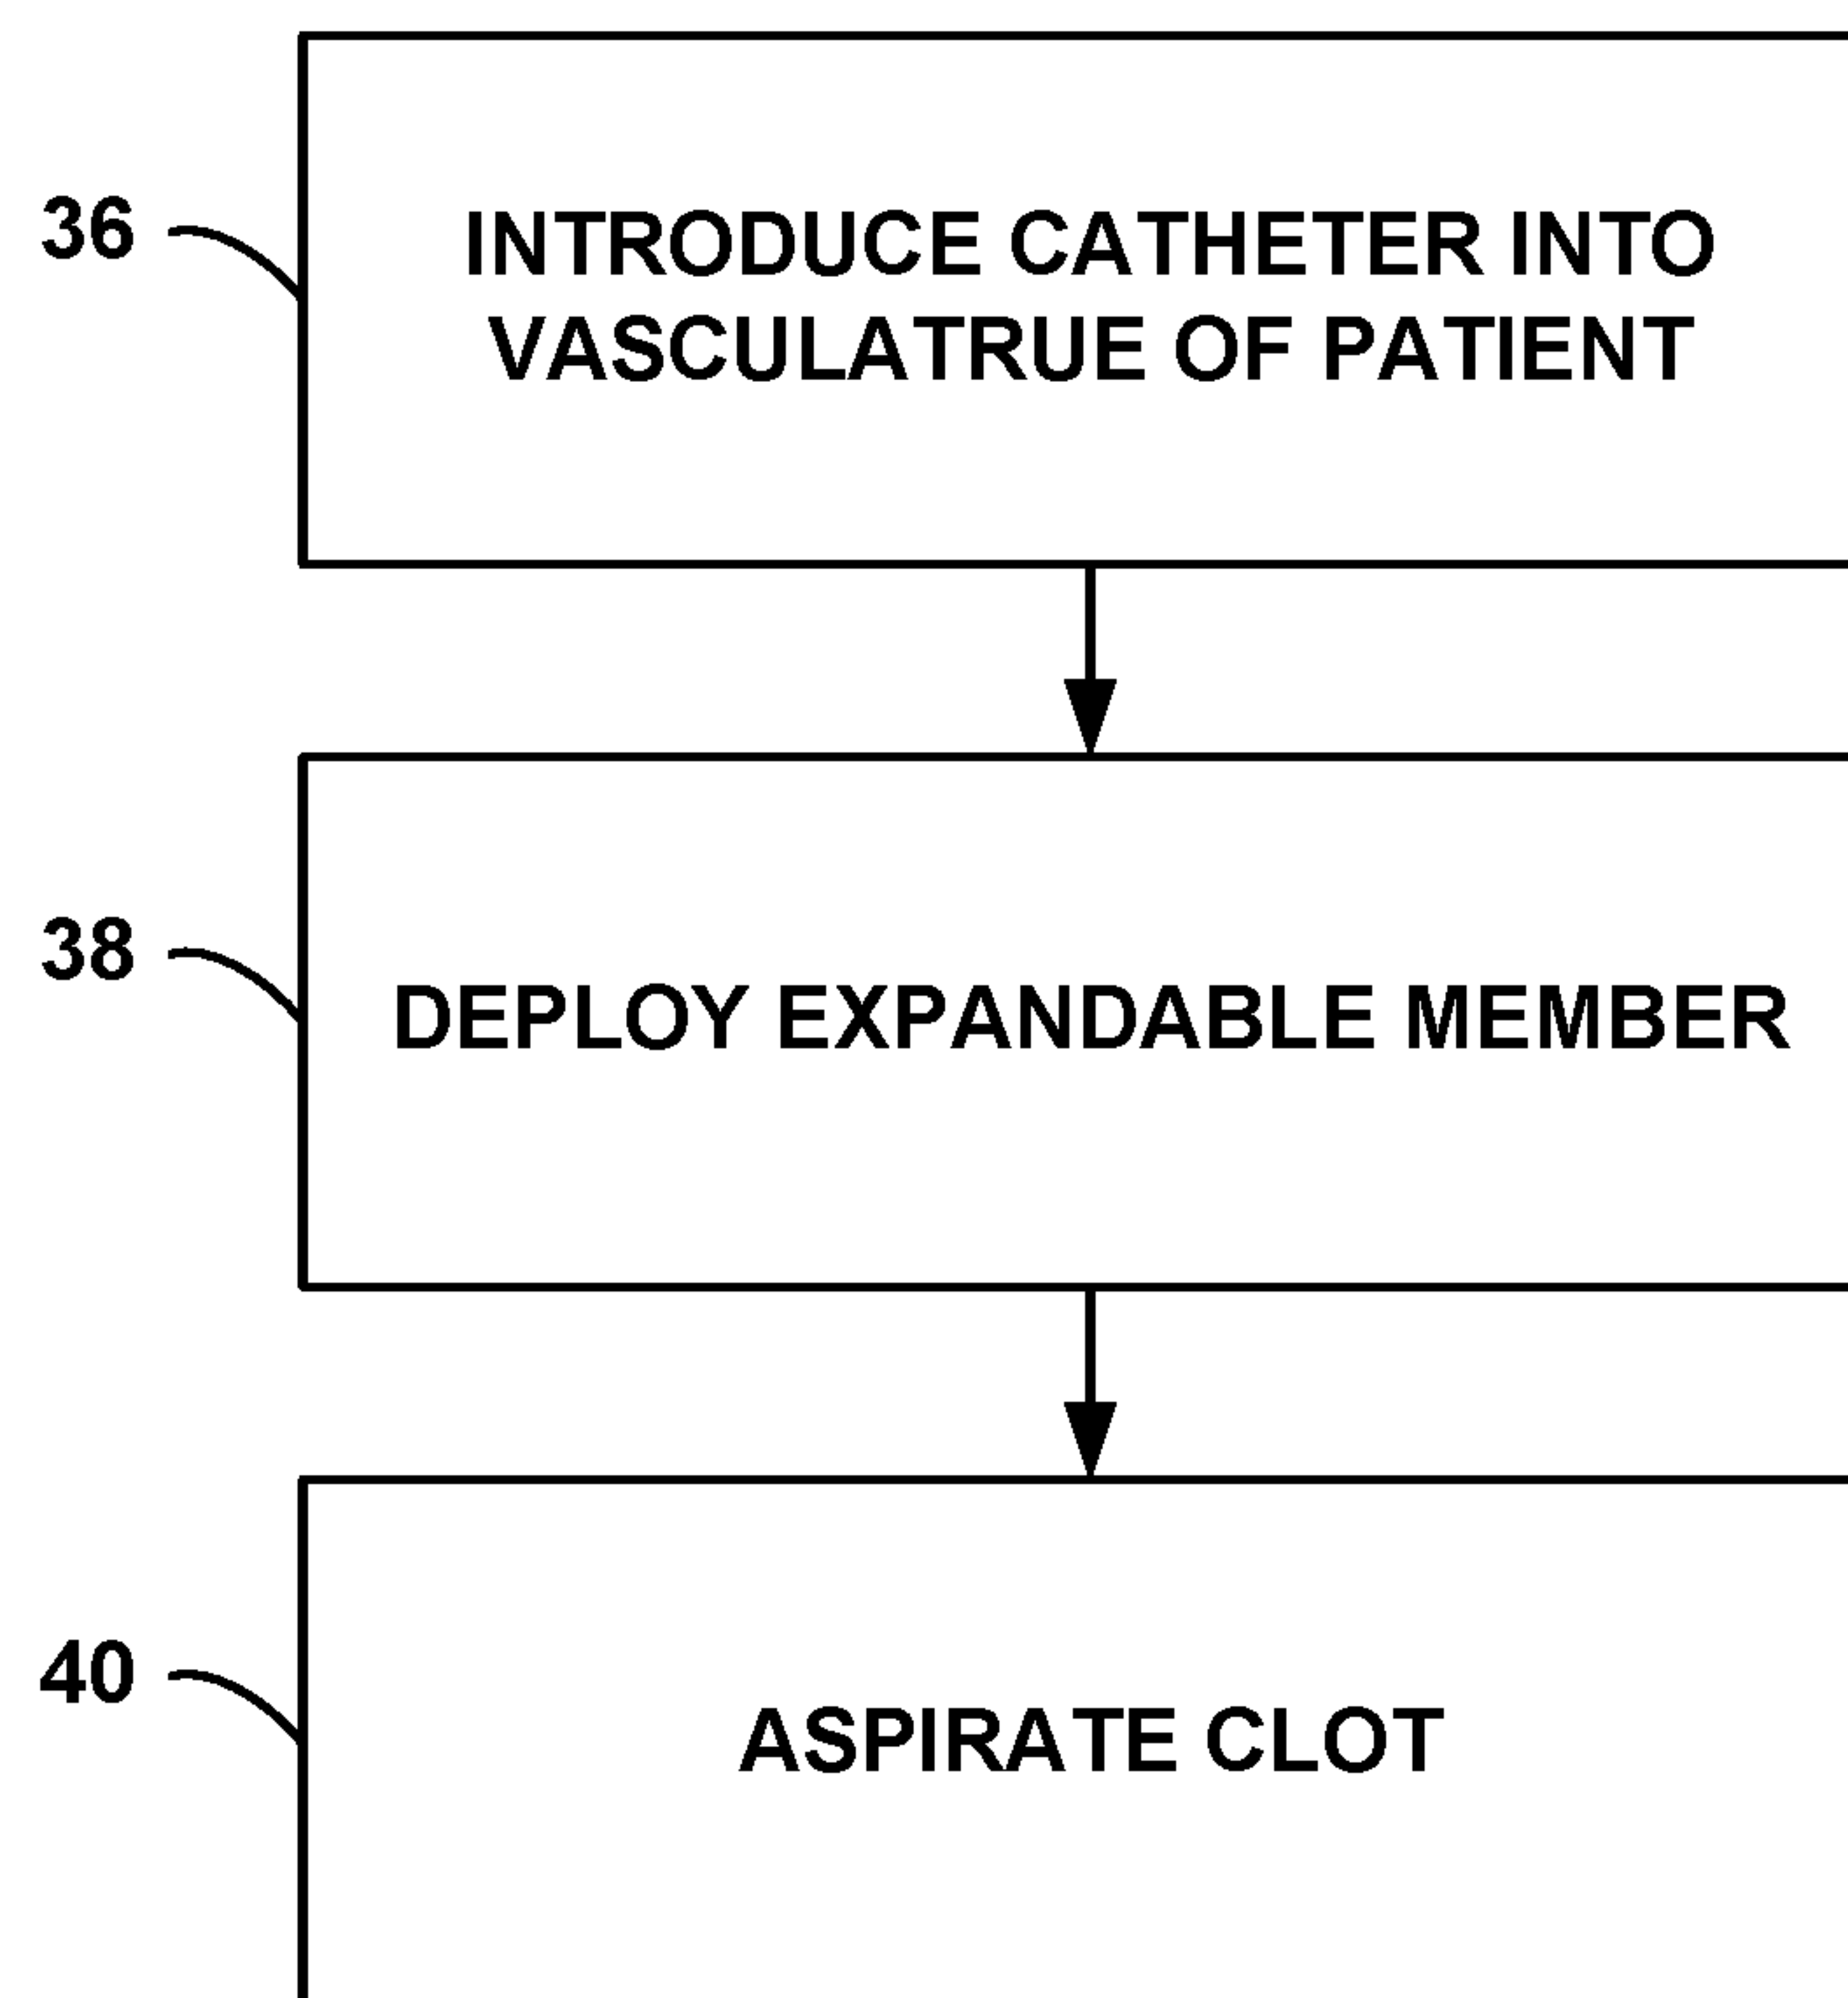 36
INTRODUCE CATHETER INTO
VASCULATRUE OF PATIENT
38
DEPLOY EXPANDABLE MEMBER
40
ASPIRATE CLOT